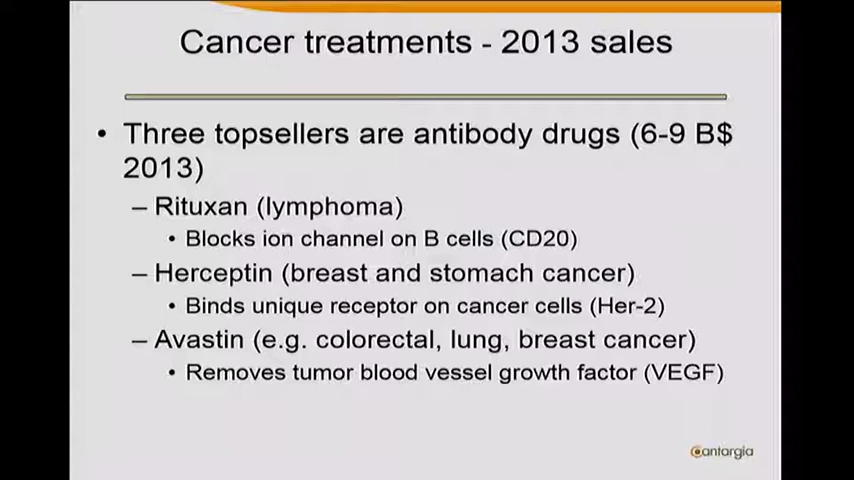 Cancer treatments - 2013 sales
• Three topsellers are antibody drugs (6-9 B$
2013)
– Rituxan (lymphoma)
• Blocks ion channel on B cells (CD20)
– Herceptin (breast and stomach cancer)
• Binds unique receptor on cancer cells (Her-2)
– Avastin (e.g. colorectal, lung, breast cancer)
• Removes tumor blood vessel growth factor (VEGF)
cantargia